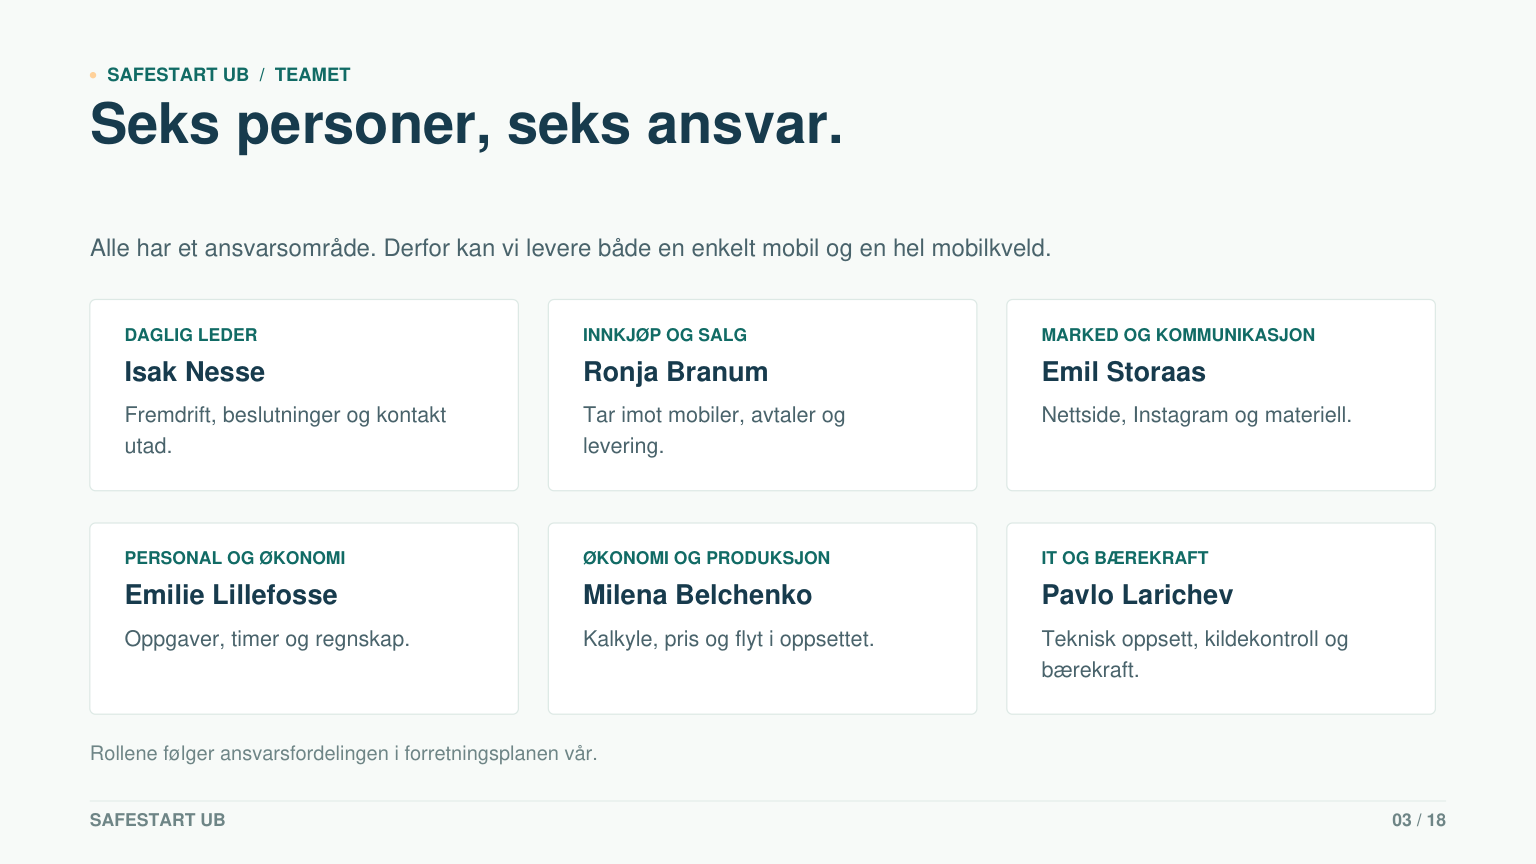 SAFESTART UB / TEAMET
Seks personer, seks ansvar.
Alle har et ansvarsområde. Derfor kan vi levere både en enkelt mobil og en hel mobilkveld.
DAGLIG LEDER
Isak Nesse
Fremdrift, beslutninger og kontakt
utad.
INNKJØP OG SALG
Ronja Branum
Tar imot mobiler, avtaler og
levering.
MARKED OG KOMMUNIKASJON
Emil Storaas
Nettside, Instagram og materiell.
PERSONAL OG ØKONOMI
Emilie Lillefosse
Oppgaver, timer og regnskap.
ØKONOMI OG PRODUKSJON
Milena Belchenko
Kalkyle, pris og flyt i oppsettet.
IT OG BÆREKRAFT
Pavlo Larichev
Teknisk oppsett, kildekontroll og
bærekraft.
Rollene følger ansvarsfordelingen i forretningsplanen vår.
SAFESTART UB
03 / 18